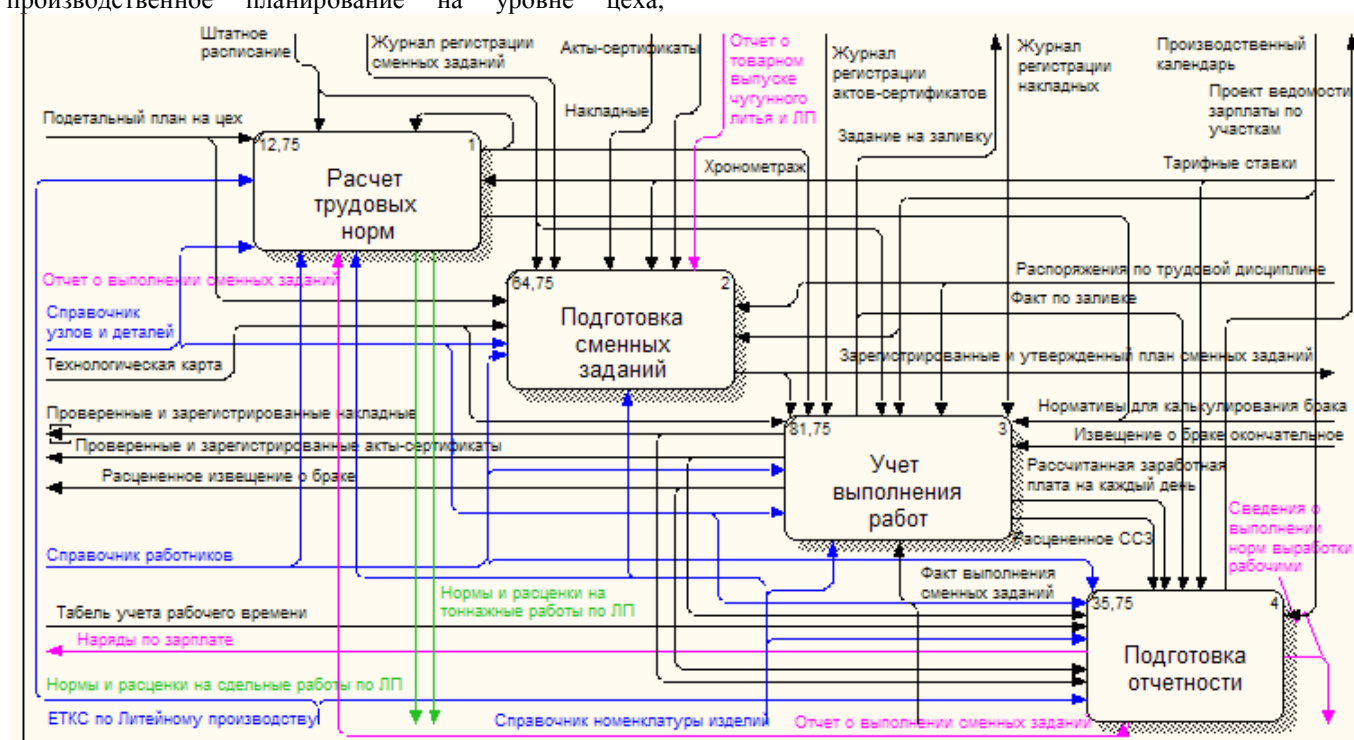 производственное планирование на уровне цеха,
Штатное
расписание
Журнал регистрации
сменных заданий
Акты-сертификаты
Отчет о
товарном
выпуске
чугунного
литья и ЛП
Журнал
регистрации
актов-сертификатов
Журнал
регистрации
накладных
Производственный
календарь
Проект ведомости
зарплаты по
участкам
Накладные
Задание на заливку
Подетальный план на цех
Хронометраж
Тарифные ставки
12,75
1
Расчет
трудовых
норм
Отчет о выполнении сменных заданий
Распоряжения по трудовой дисциплине
64,75
2
Подготовка
сменных
заданий
Факт по заливке
Справочник
узлов и деталей
Технологическая карта
Зарегистрированные и утвержденный план сменных заданий
Проверенные и зарегистрированные накладные
Нормативы для калькулирования брака
81,75
3
Учет
выполнения
работ
Проверенные и зарегистрированные акты-сертификаты
Извещение о браке окончательное
Расцененное извещение о браке
Рассчитанная заработная
плата на каждый день
Сведения о
выполнении
норм выработки
рабочими
Расцененное ССЗ
Справочник работников
Факт выполнения
сменных заданий
Нормы и расценки на
тоннажные работы по ЛП
Табель учета рабочего времени
35,75
4
Подготовка
отчетности
Наряды по зарплате
Нормы и расценки на сдельные работы по ЛП
ЕТКС по Литейному производству
Справочник номенклатуры изделий
Отчет о выполнении сменных заданий